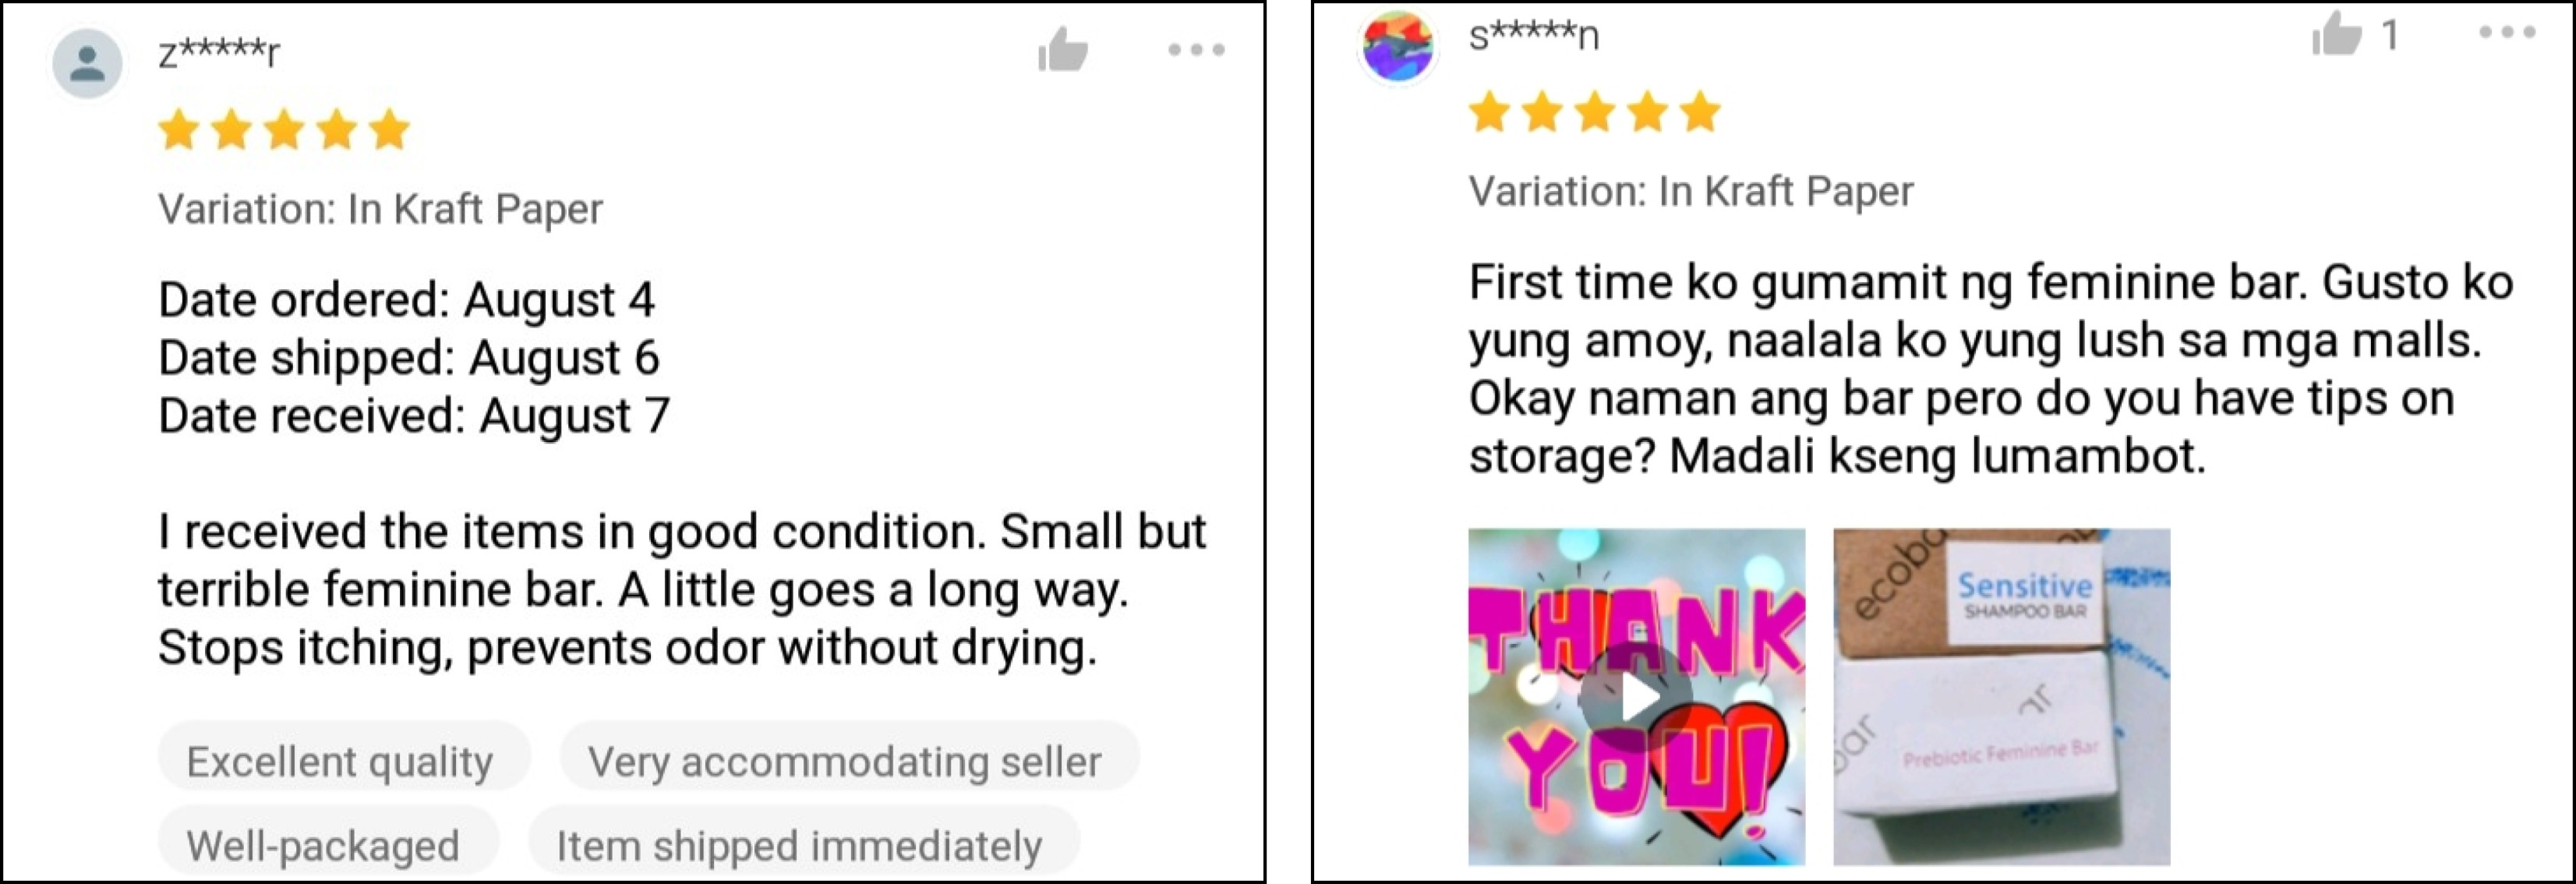 z*****r
Variation: In Kraft Paper
Date ordered: August 4
Date shipped: August 6
Date received: August 7
I received the items in good condition. Small but
terrible feminine bar. A little goes a long way.
Stops itching, prevents odor without drying.
Excellent quality
Very accommodating seller
Well-packaged
Item shipped immediately
s*****n
1
Variation: In Kraft Paper
First time ko gumamit ng feminine bar. Gusto ko
yung amoy, naalala ko yung lush sa mga malls.
Okay naman ang bar pero do you have tips on
storage? Madali kseng lumambot.
THANK
YOU!
ecoba
Sensitive
SHAMPOO BAR
bar
ar
Prebiotic Feminine Bar